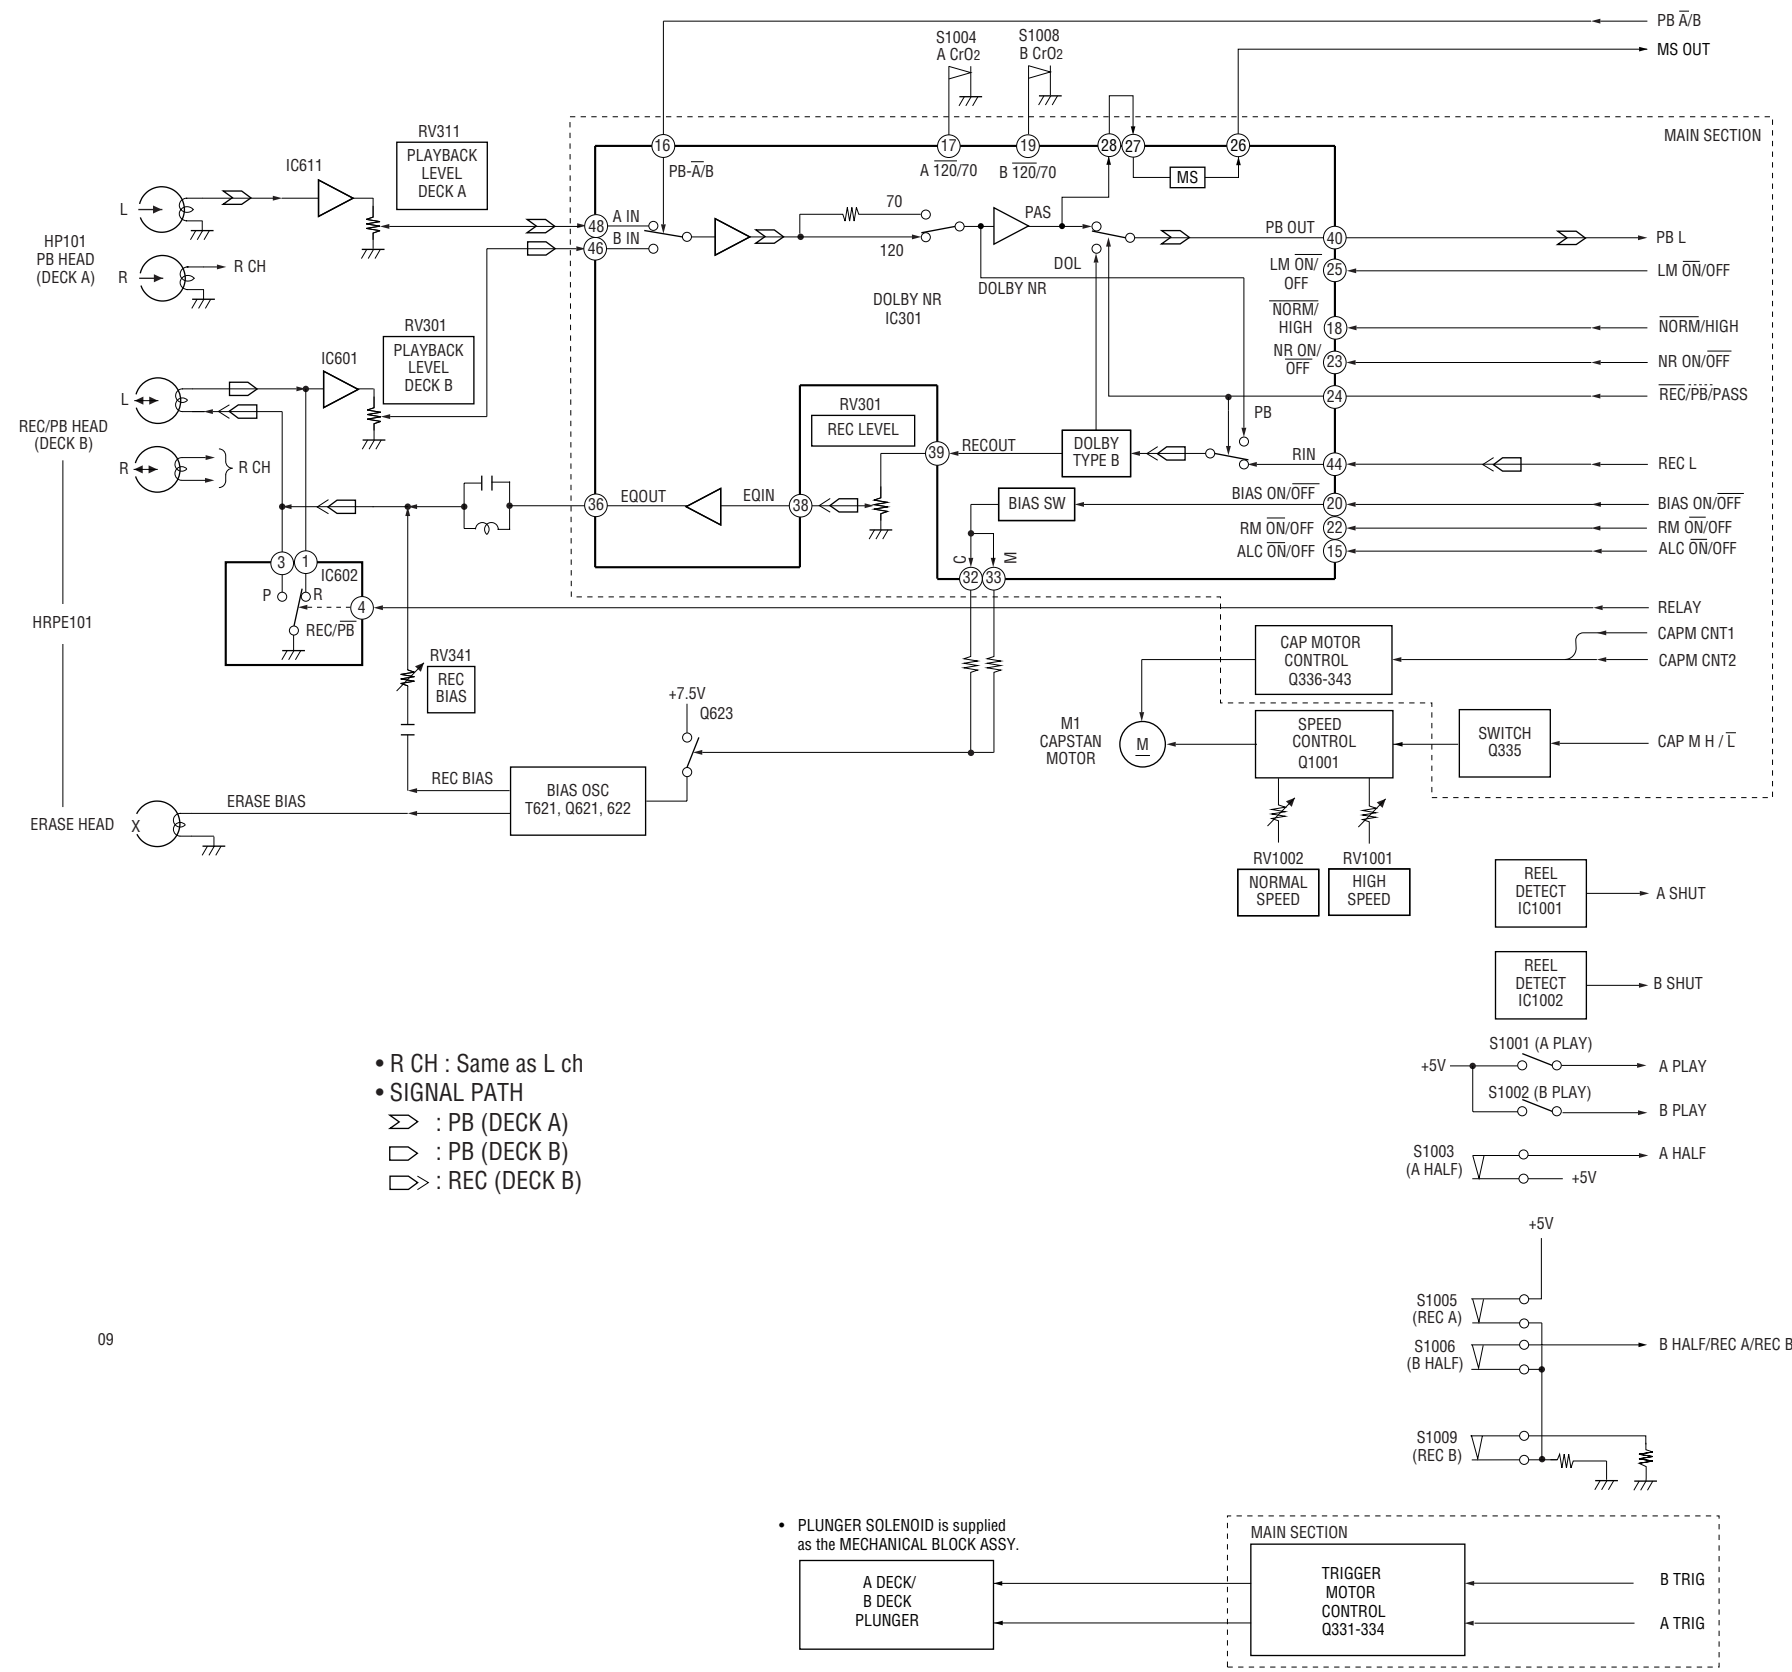 PB A/B
MS OUT
S1004
A CrO2
S1008
B CrO2
MAIN SECTION
RV311
PLAYBACK
LEVEL
DECK A
IC611
16
17
19
28
27
26
PB-A/B
A 120/70
B 120/70
MS
L
HP101
PB HEAD
(DECK A)
R
R CH
48
A IN
46
B IN
70
120
PAS
DOL
DOLBY NR
DOLBY NR
IC301
PB OUT
40
PB L
LM ON/
OFF
25
LM ON/OFF
NORM/
HIGH
18
NORM/HIGH
NR ON/
OFF
23
NR ON/OFF
24
REC/PB/PASS
PB
RV301
PLAYBACK
LEVEL
DECK B
IC601
L
REC/PB HEAD
(DECK B)
R
R CH
RV301
REC LEVEL
39
RECOUT
DOLBY
TYPE B
RIN
44
REC L
36
EQOUT
EQIN
38
BIAS SW
BIAS ON/OFF
20
BIAS ON/OFF
RM ON/OFF
22
RM ON/OFF
ALC ON/OFF
15
ALC ON/OFF
C
M
32
33
3
1
IC602
P
R
4
REC/PB
RELAY
HRPE101
RV341
REC
BIAS
CAP MOTOR
CONTROL
Q336-343
CAPM CNT1
CAPM CNT2
+7.5V
Q623
M1
CAPSTAN
MOTOR
M
SPEED
CONTROL
Q1001
SWITCH
Q335
CAP M H / L
REC BIAS
BIAS OSC
T621, Q621, 622
ERASE BIAS
ERASE HEAD
X
RV1002
NORMAL
SPEED
RV1001
HIGH
SPEED
REEL
DETECT
IC1001
A SHUT
REEL
DETECT
IC1002
B SHUT
• R CH : Same as L ch
• SIGNAL PATH
: PB (DECK A)
: PB (DECK B)
: REC (DECK B)
S1001 (A PLAY)
+5V
A PLAY
S1002 (B PLAY)
B PLAY
S1003
(A HALF)
A HALF
+5V
+5V
S1005
(REC A)
S1006
(B HALF)
B HALF/REC A/REC B
S1009
(REC B)
09
• PLUNGER SOLENOID is supplied
as the MECHANICAL BLOCK ASSY.
A DECK/
B DECK
PLUNGER
MAIN SECTION
TRIGGER
MOTOR
CONTROL
Q331-334
B TRIG
A TRIG